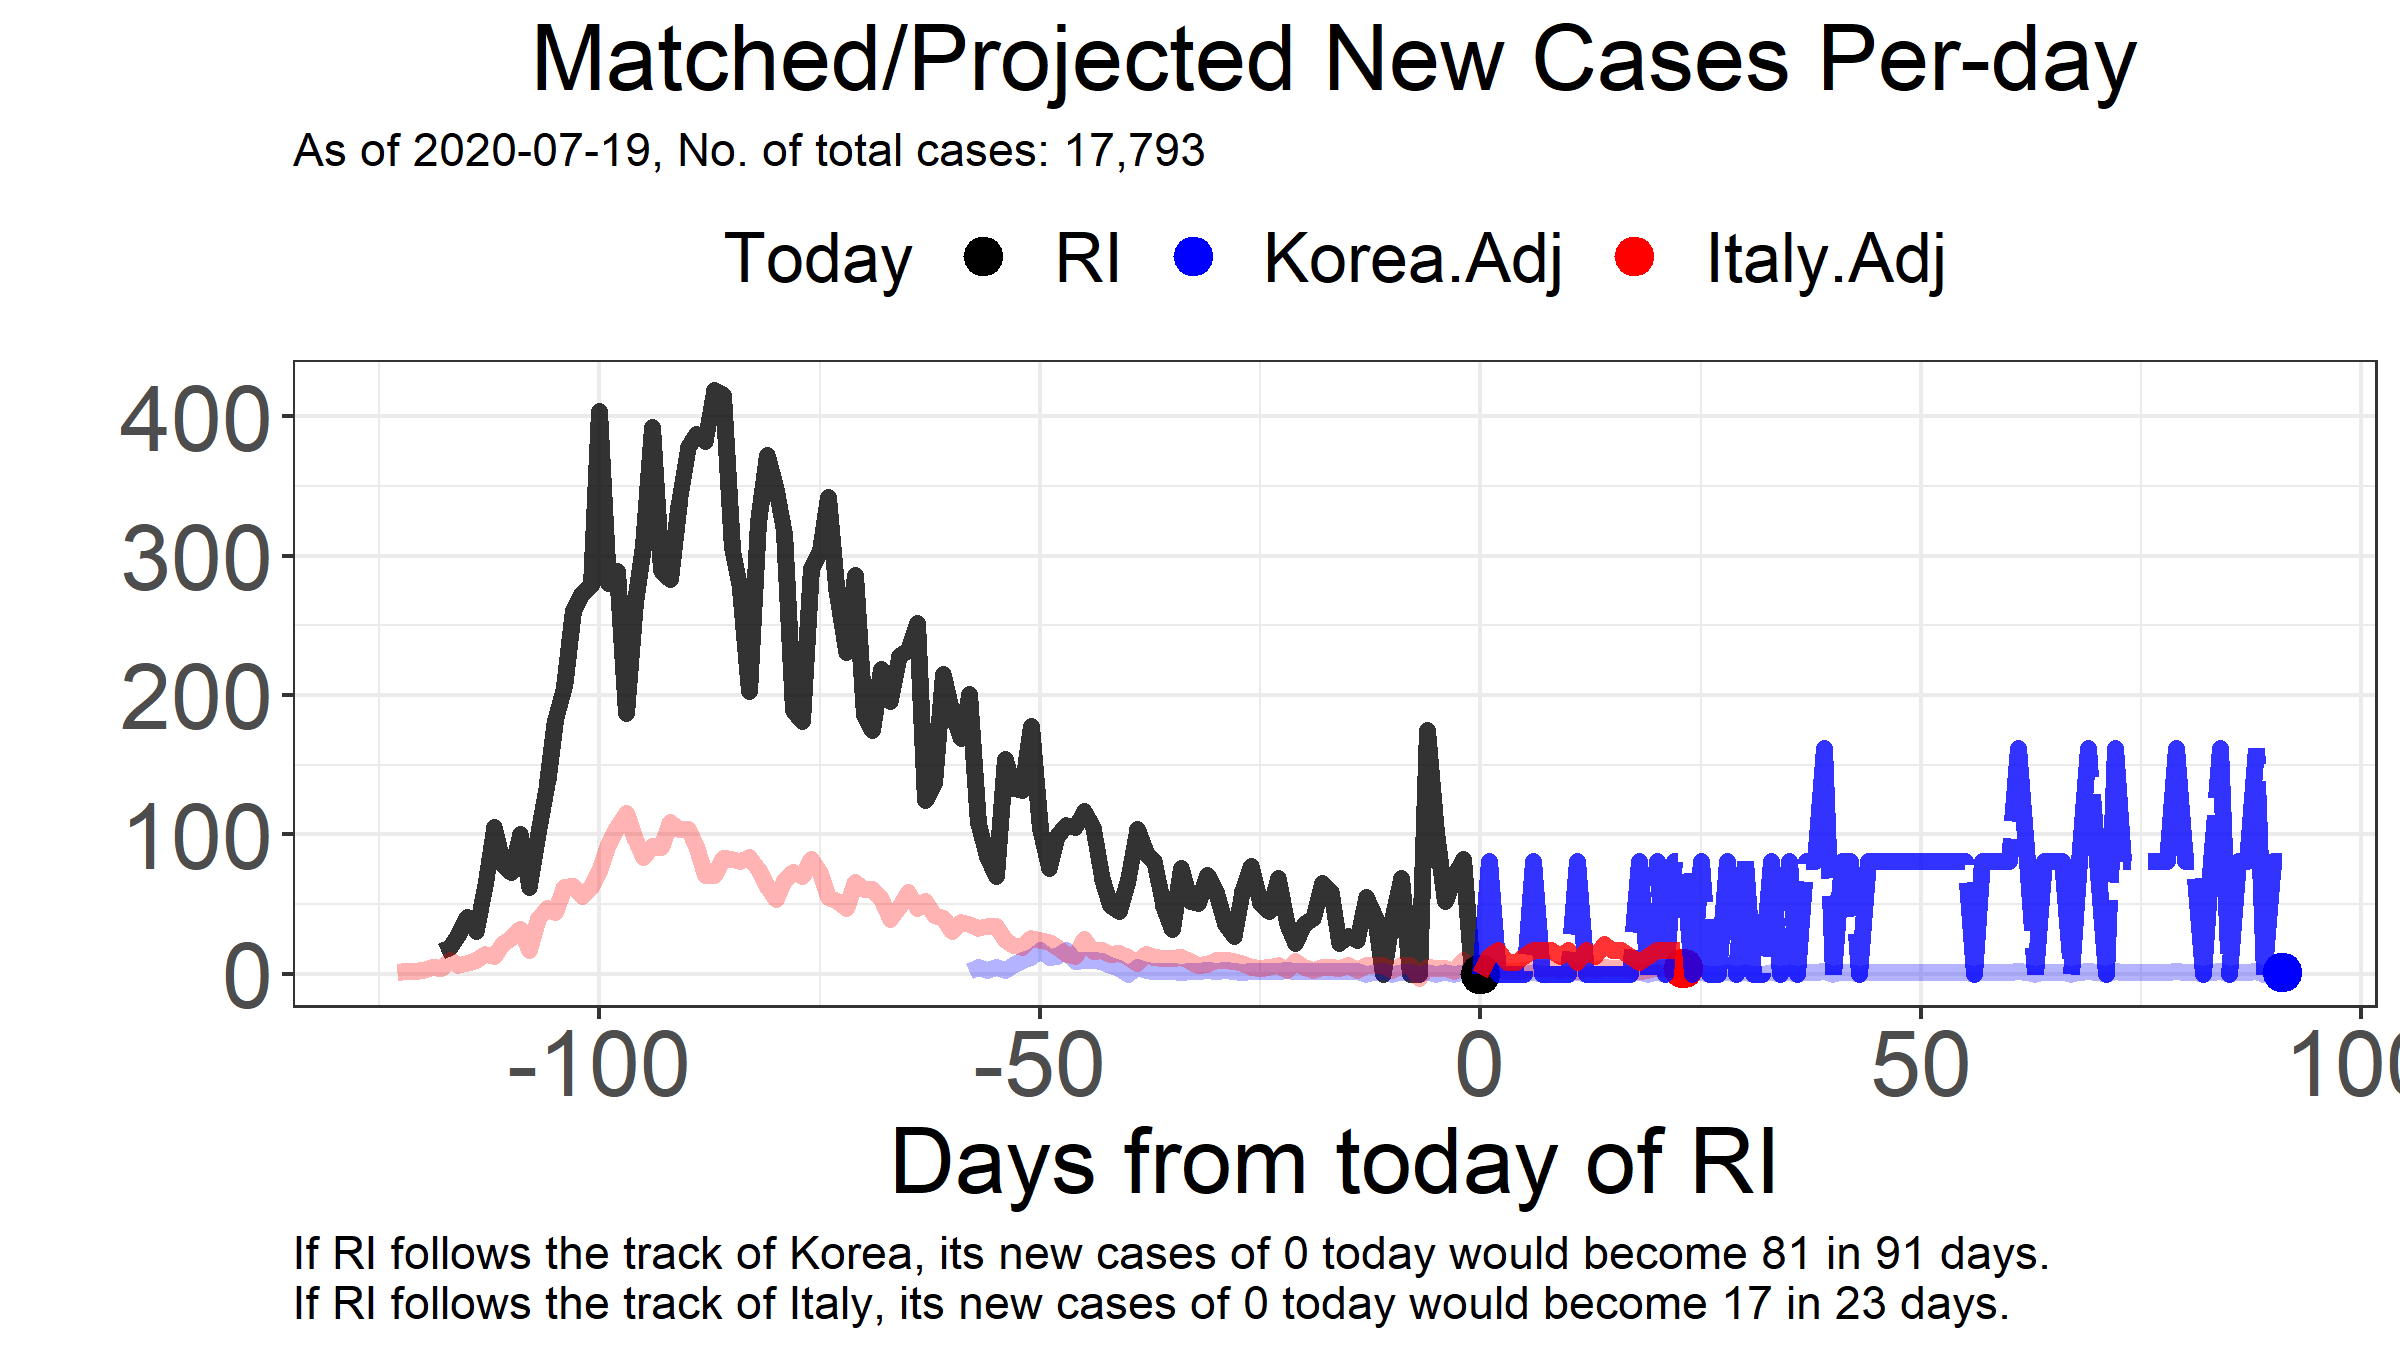 Matched/Projected New Cases Per-day
As of 2020-07-19, No. of total cases: 17,793
Today RI Korea.Adj Italy.Adj
400
300
200
100
0
-100 -50 0 50 100
Days from today of RI
If RI follows the track of Korea, its new cases of 0 today would become 81 in 91 days.
If RI follows the track of Italy, its new cases of 0 today would become 17 in 23 days.